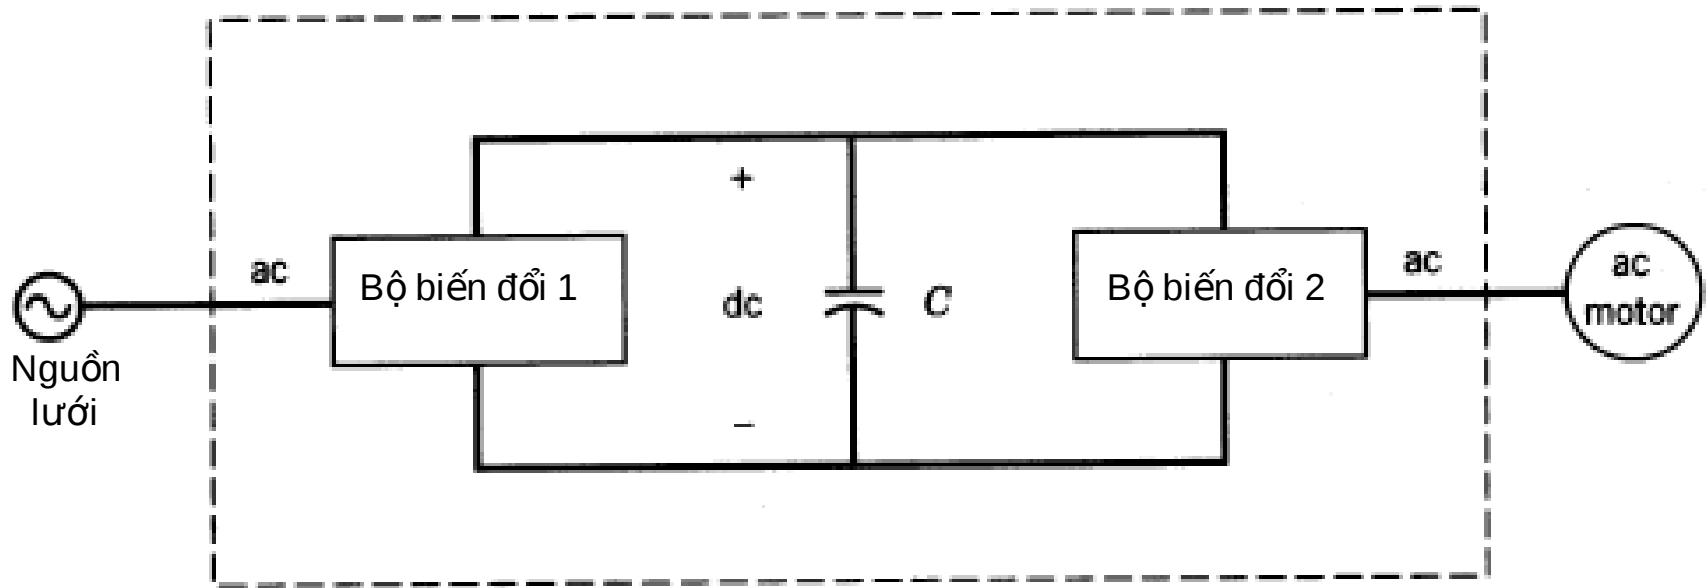 ac
Bộ biến đổi 1
+
dc
−
C
Bộ biến đổi 2
ac
ac
motor
Nguồn
lưới